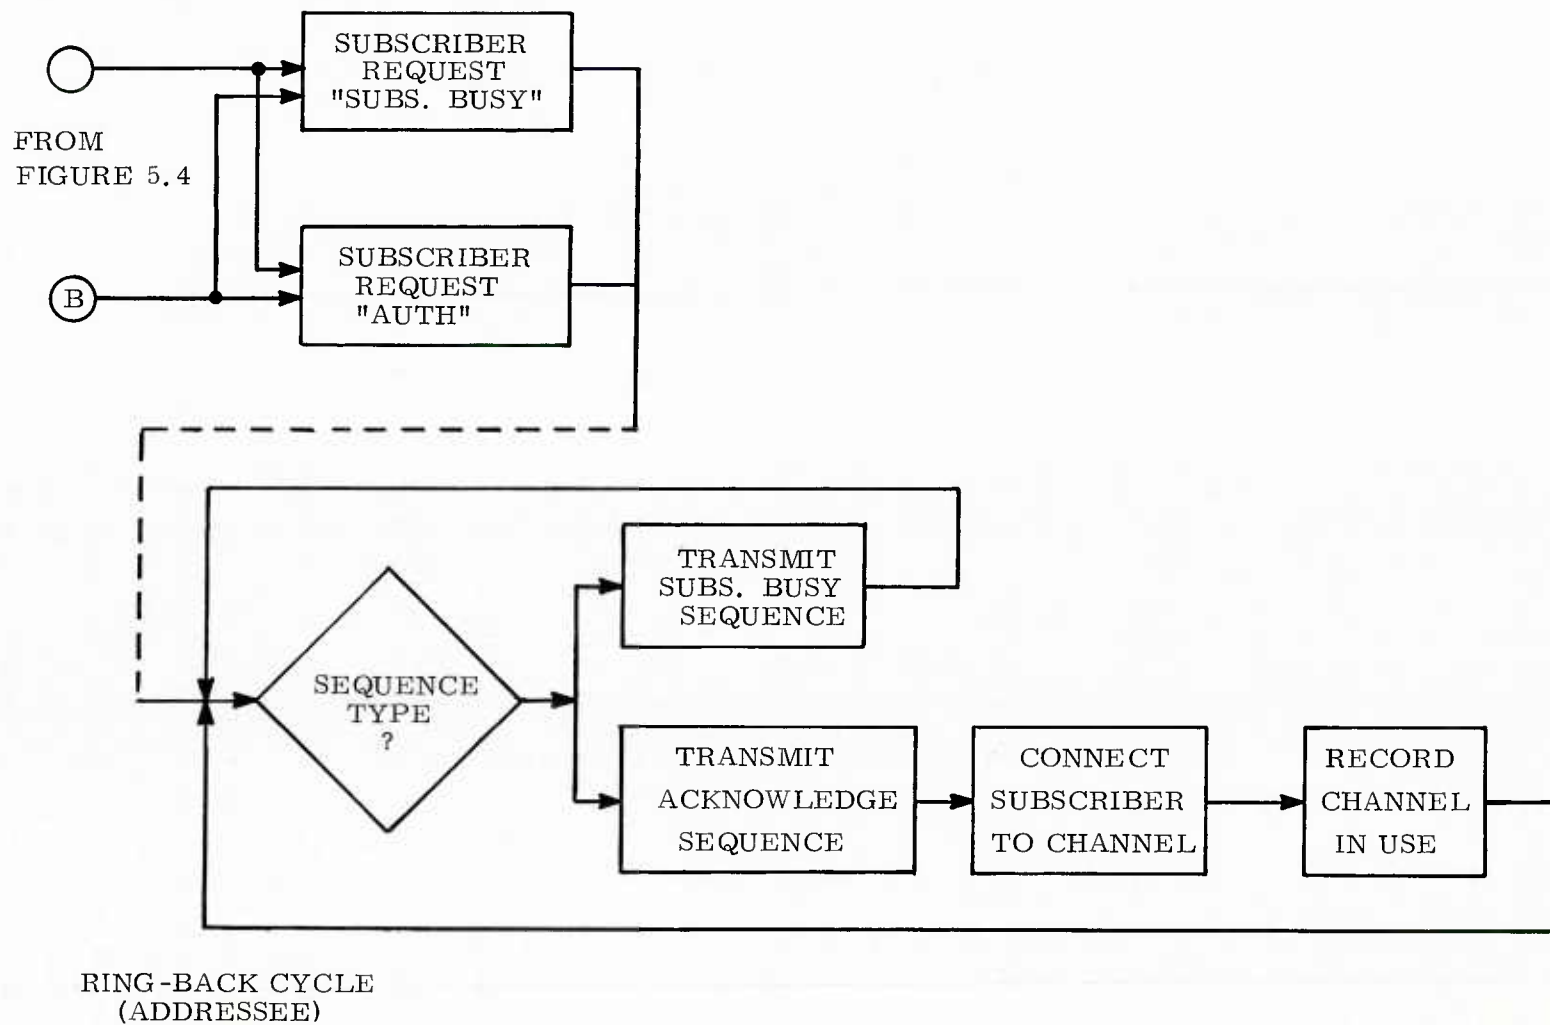 SUBSCRIBER
REQUEST
"SUBS. BUSY"
FROM
FIGURE 5.4
SUBSCRIBER
REQUEST
"AUTH"
B
TRANSMIT
SUBS. BUSY
SEQUENCE
SEQUENCE
TYPE
?
TRANSMIT
ACKNOWLEDGE
SEQUENCE
CONNECT
SUBSCRIBER
TO CHANNEL
RECORD
CHANNEL
IN USE
RING-BACK CYCLE
(ADDRESSEE)